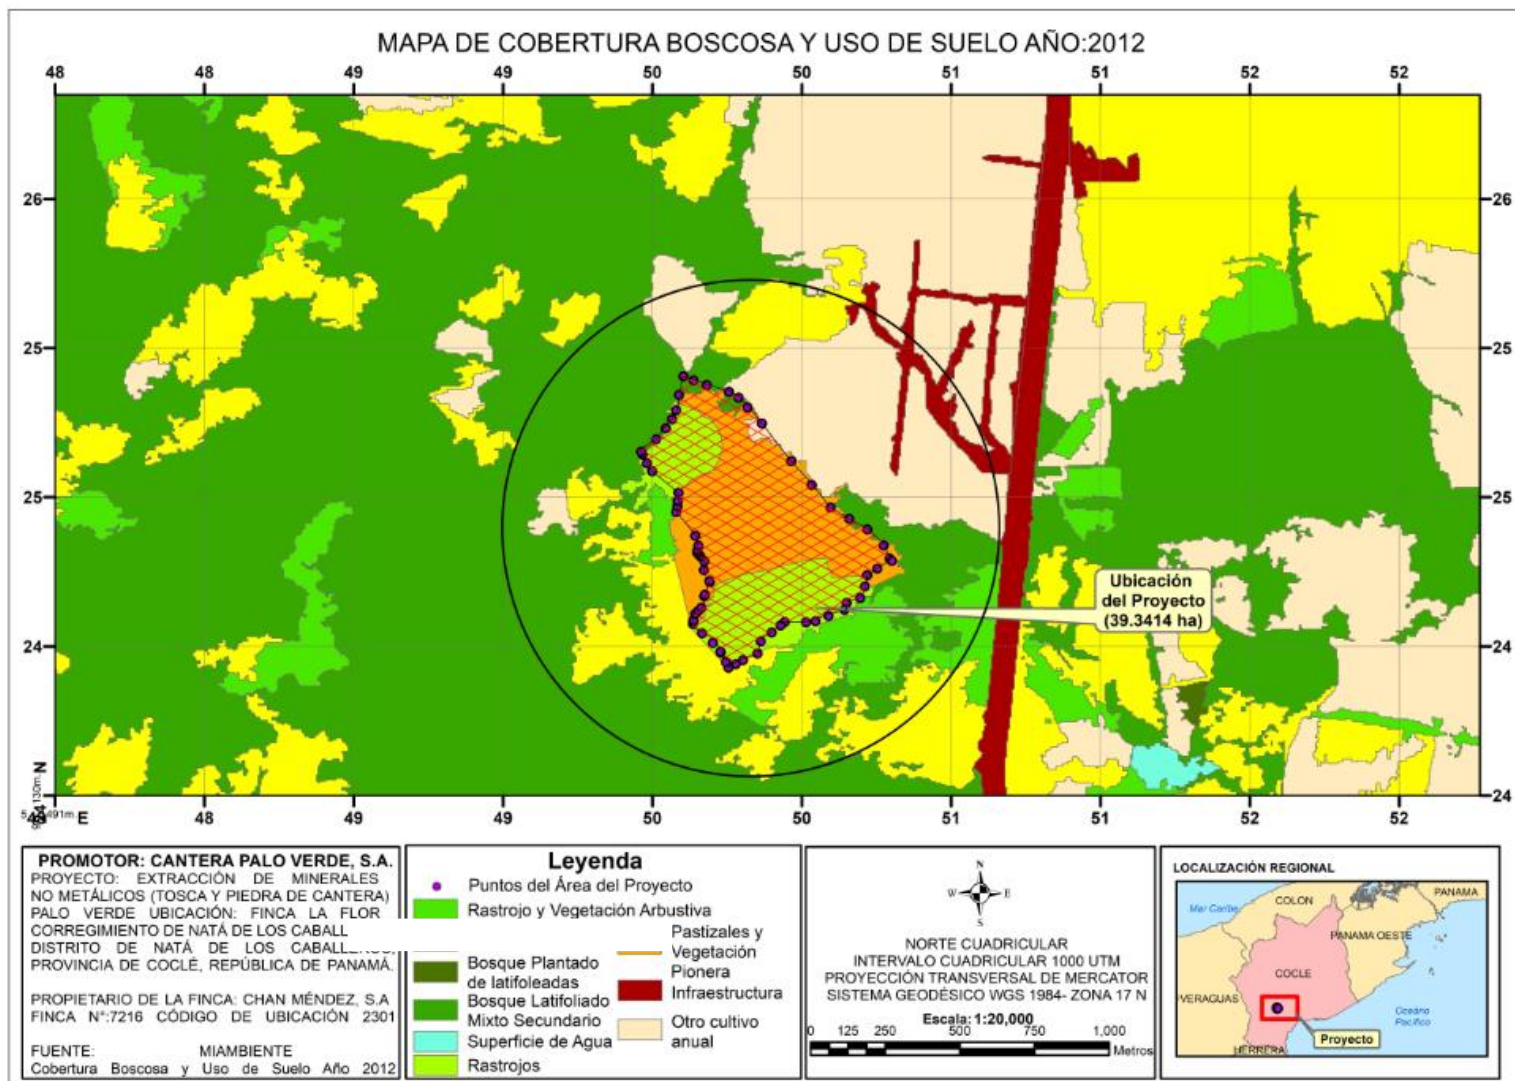 MAPA DE COBERTURA BOSCOSA Y USO DE SUELO AÑO:2012
48 48 49 49 50 50 51 51 52 52
26 26
25 25
25 25
24 24
24
Ubicación
del Proyecto
(39.3414 ha)
N
E
48 49 49 50 50 51 51 52 52
PROMOTOR: CANTERA PALO VERDE, S.A.
PROYECTO: EXTRACCIÓN DE MINERALES
NO METÁLICOS (TOSCA Y PIEDRA DE CANTERA)
PALO VERDE UBICACIÓN: FINCA LA FLOR
CORREGIMIENTO DE NATÁ DE LOS
DISTRITO DE NATÁ DE LOS
PROVINCIA DE COCLÉ, REPÚBLICA DE PANAMÁ.
PROPIETARIO DE LA FINCA: CHAN MÉNDEZ, S.A
FINCA N°:7216 CÓDIGO DE UBICACIÓN 2301
FUENTE: MIAMBIENTE
Cobertura Boscosa y Uso de Suelo Año 2012
Leyenda
Puntos del Área del Proyecto
Rastrojo y Vegetación Arbustiva
Bosque Plantado
de latifoleadas
Bosque Latifoliado
Mixto Secundario
Superficie de Agua
Rastrojos
Pastizales y
Vegetación
Pionera
Infraestructura
Otro cultivo
anual
N
W E
S
NORTE CUADRICULAR
INTERVALO CUADRICULAR 1000 UTM
PROYECCIÓN TRANSVERSAL DE MERCATOR
SISTEMA GEODÉSICO WGS 1984- ZONA 17 N
Escala: 1:20,000
0 125 250 500 750 1,000
Metros
LOCALIZACIÓN REGIONAL
Mar Caribe
COLON
PANAMA
PANAMA OESTE
COCLE
VERAGUAS
Océano
Pacífico
HERRERA
Proyecto